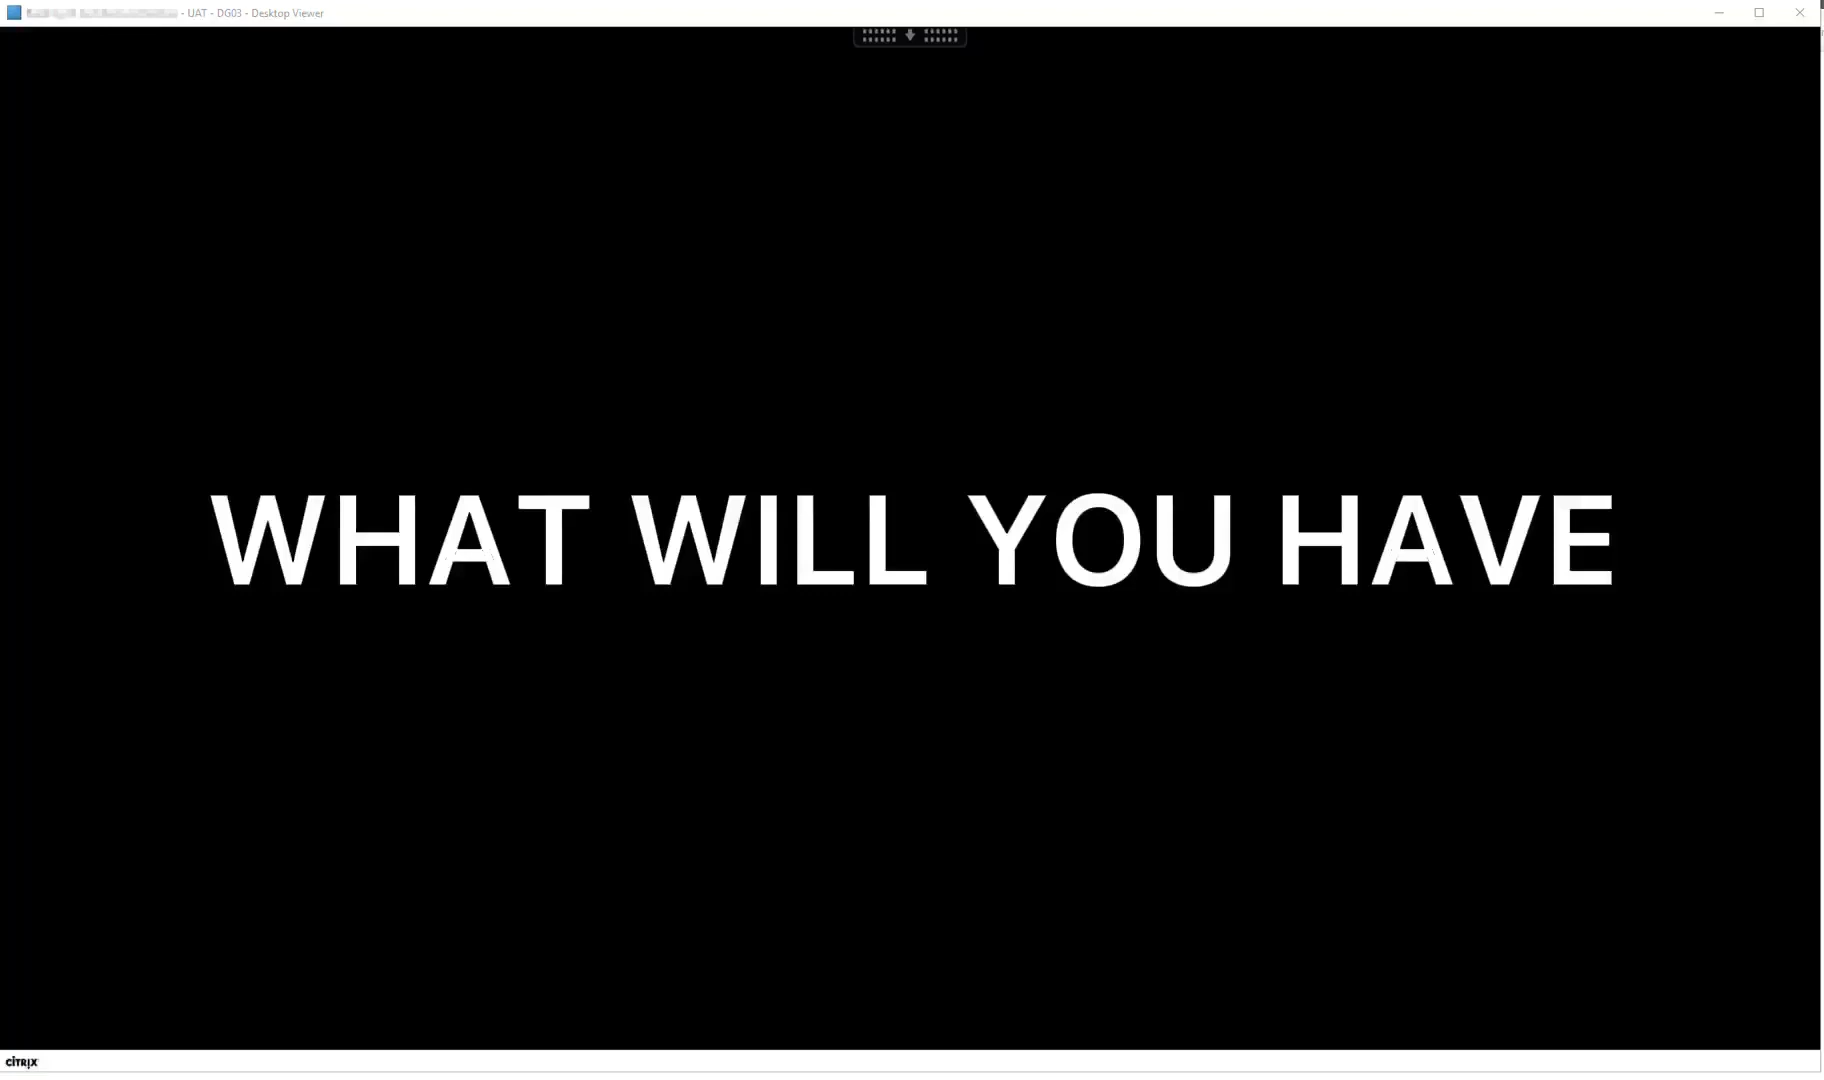 - UAT - DG03 - Desktop Viewer
WHAT WILL YOU HAVE
CITRIX